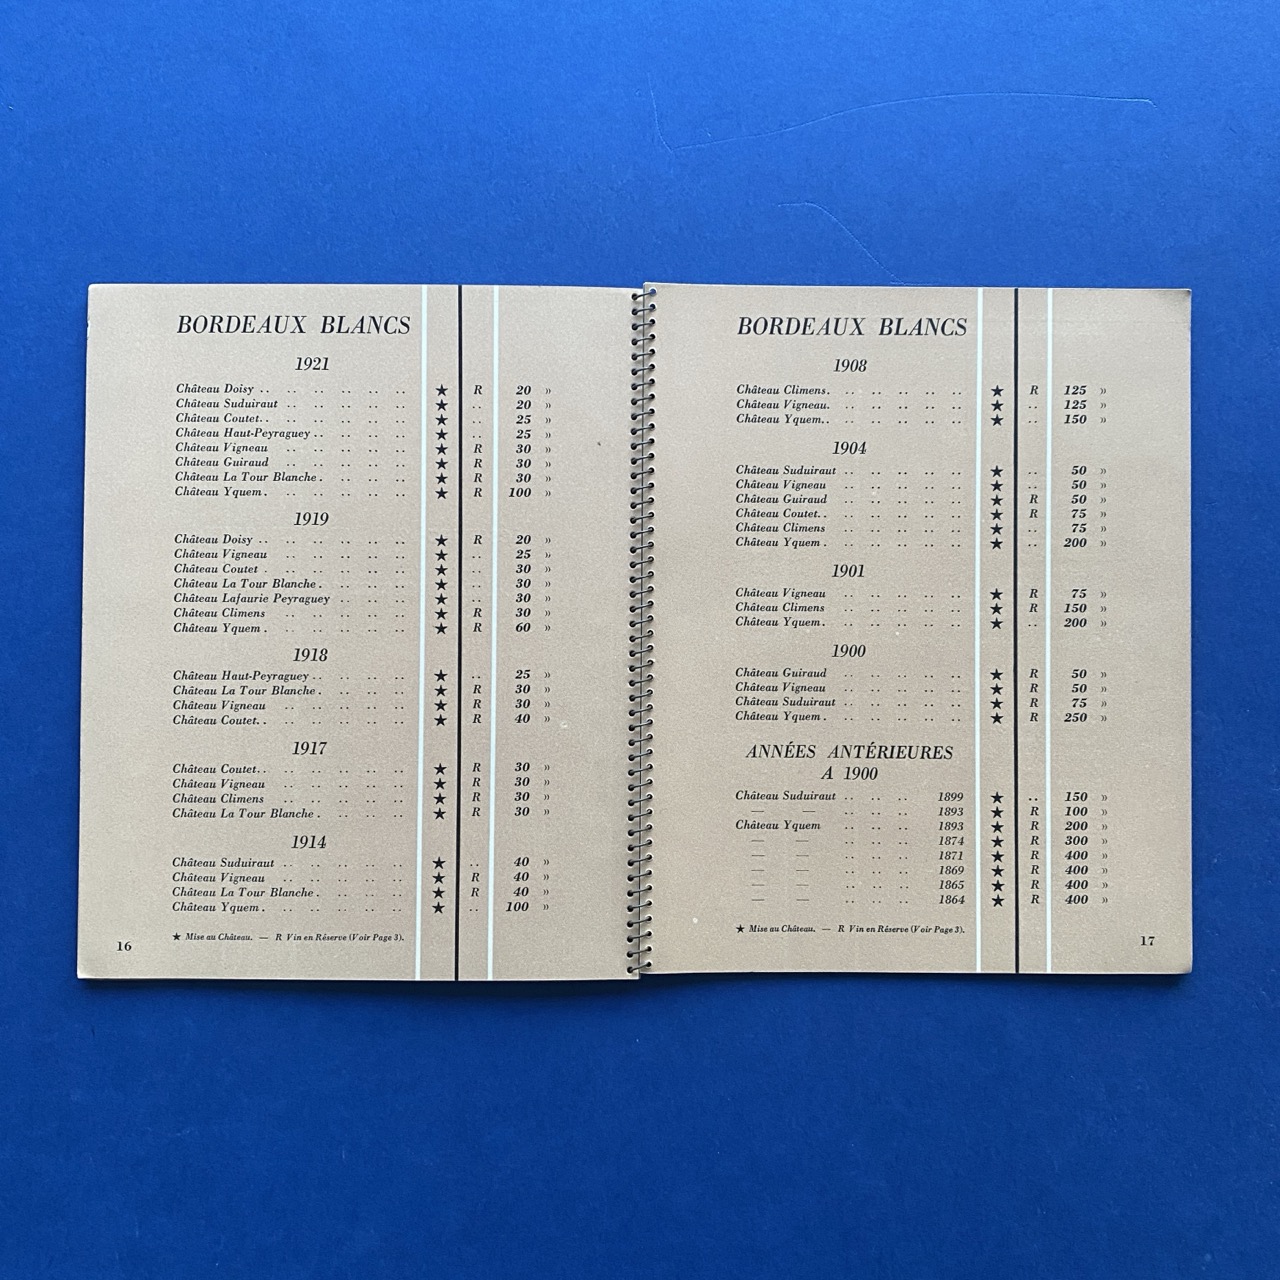 BORDEAUX BLANCS
1921
Château Doisy .. .. .. .. .. .. ★ R 20 »
Château Suduiraut .. .. .. .. .. ★ .. 20 »
Château Coutet.. .. .. .. .. .. ★ .. 25 »
Château Haut-Peyraguey .. .. .. .. ★ .. 25 »
Château Vigneau .. .. .. .. .. ★ R 30 »
Château Guiraud .. .. .. .. .. ★ R 30 »
Château La Tour Blanche . .. .. .. ★ R 30 »
Château Yquem . .. .. .. .. .. ★ R 100 »
1919
Château Doisy .. .. .. .. .. .. ★ R 20 »
Château Vigneau .. .. .. .. .. ★ .. 25 »
Château Coutet . .. .. .. .. .. ★ .. 30 »
Château La Tour Blanche . .. .. .. ★ .. 30 »
Château Lafaurie Peyraguey .. .. .. ★ .. 30 »
Château Climens .. .. .. .. .. ★ R 30 »
Château Yquem . .. .. .. .. .. ★ R 60 »
1918
Château Haut-Peyraguey .. .. .. .. ★ .. 25 »
Château La Tour Blanche . .. .. .. ★ R 30 »
Château Vigneau .. .. .. .. .. ★ R 30 »
Château Coutet.. .. .. .. .. .. ★ R 40 »
1917
Château Coutet.. .. .. .. .. .. ★ R 30 »
Château Vigneau .. .. .. .. .. ★ R 30 »
Château Climens .. .. .. .. .. ★ R 30 »
Château La Tour Blanche . .. .. .. ★ R 30 »
1914
Château Suduiraut .. .. .. .. .. ★ .. 40 »
Château Vigneau .. .. .. .. .. ★ R 40 »
Château La Tour Blanche . .. .. .. ★ R 40 »
Château Yquem . .. .. .. .. .. ★ .. 100 »
★ Mise au Château. — R Vin en Réserve (Voir Page 3).
16
BORDEAUX BLANCS
1908
Château Climens. .. .. .. .. .. ★ R 125 »
Château Vigneau. .. .. .. .. .. ★ .. 125 »
Château Yquem.. .. .. .. .. .. ★ .. 150 »
1904
Château Suduiraut .. .. .. .. .. ★ .. 50 »
Château Vigneau .. .. .. .. .. ★ .. 50 »
Château Guiraud .. .. .. .. .. ★ R 50 »
Château Coutet.. .. .. .. .. .. ★ R 75 »
Château Climens .. .. .. .. .. ★ .. 75 »
Château Yquem . .. .. .. .. .. ★ .. 200 »
1901
Château Vigneau .. .. .. .. .. ★ R 75 »
Château Climens .. .. .. .. .. ★ R 150 »
Château Yquem . .. .. .. .. .. ★ .. 200 »
1900
Château Guiraud .. .. .. .. .. ★ R 50 »
Château Vigneau .. .. .. .. .. ★ R 50 »
Château Suduiraut .. .. .. .. .. ★ R 75 »
Château Yquem . .. .. .. .. .. ★ R 250 »
ANNÉES ANTÉRIEURES
A 1900
Château Suduiraut .. .. .. 1899 ★ .. 150 »
— — .. .. .. 1893 ★ R 100 »
Château Yquem .. .. .. 1893 ★ R 200 »
— — .. .. .. 1874 ★ R 300 »
— — .. .. .. 1871 ★ R 400 »
— — .. .. .. 1869 ★ R 400 »
— — .. .. .. 1865 ★ R 400 »
— — .. .. .. 1864 ★ R 400 »
★ Mise au Château. — R Vin en Réserve (Voir Page 3).
17